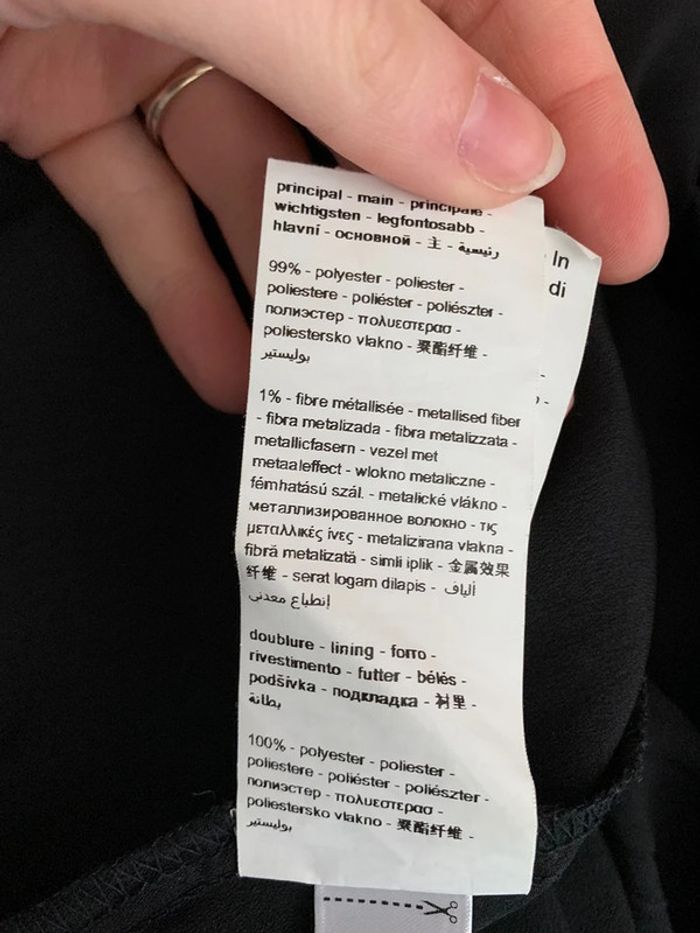 principal - main - principale -
wichtigsten - legfontosabb -
hlavní - основной - 主 - رئيسية
99% - polyester - poliester -
poliestere - poliéster - poliészter -
полиэстер - πολυεστερασ -
poliestersko vlakno - 聚酯纤维 -
بوليستير
1% - fibre métallisée - metallised fiber
- fibra metalizada - fibra metalizzata -
metallicfasern - vezel met
metaaleffect - wlokno metaliczne -
fémhatású szál. - metalické vlákno -
металлизированное волокно - τις
μεταλλικές ίνες - metalizirana vlakna -
fibră metalizată - simli iplik - 金属效果
纤维 - serat logam dilapis - ألياف
إنطباع معدنى
doublure - lining - forro -
rivestimento - futter - bélés -
podšívka - подкладка - 衬里 -
بطانة
100% - polyester - poliester -
poliestere - poliéster - poliészter -
полиэстер - πολυεστερασ -
poliestersko vlakno - 聚酯纤维 -
بوليستير
In
di